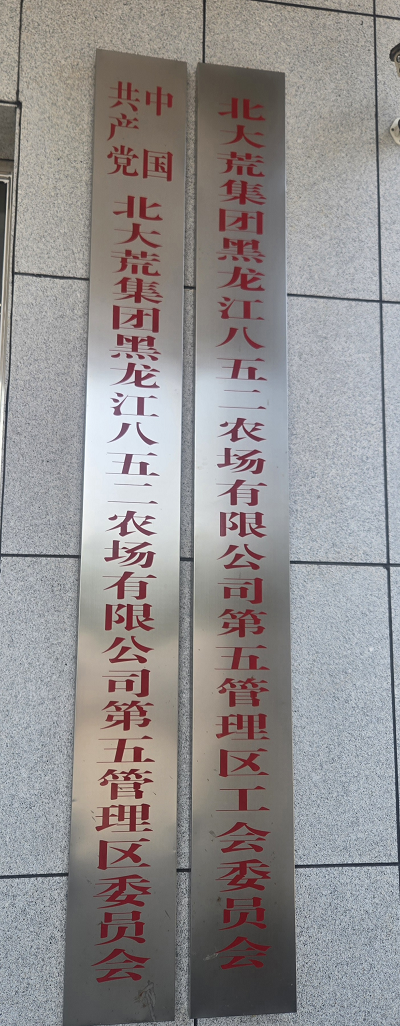 中国共产党北大荒集团黑龙江八五二农场有限公司第五管理区委员会
北大荒集团黑龙江八五二农场有限公司第五管理区工会委员会